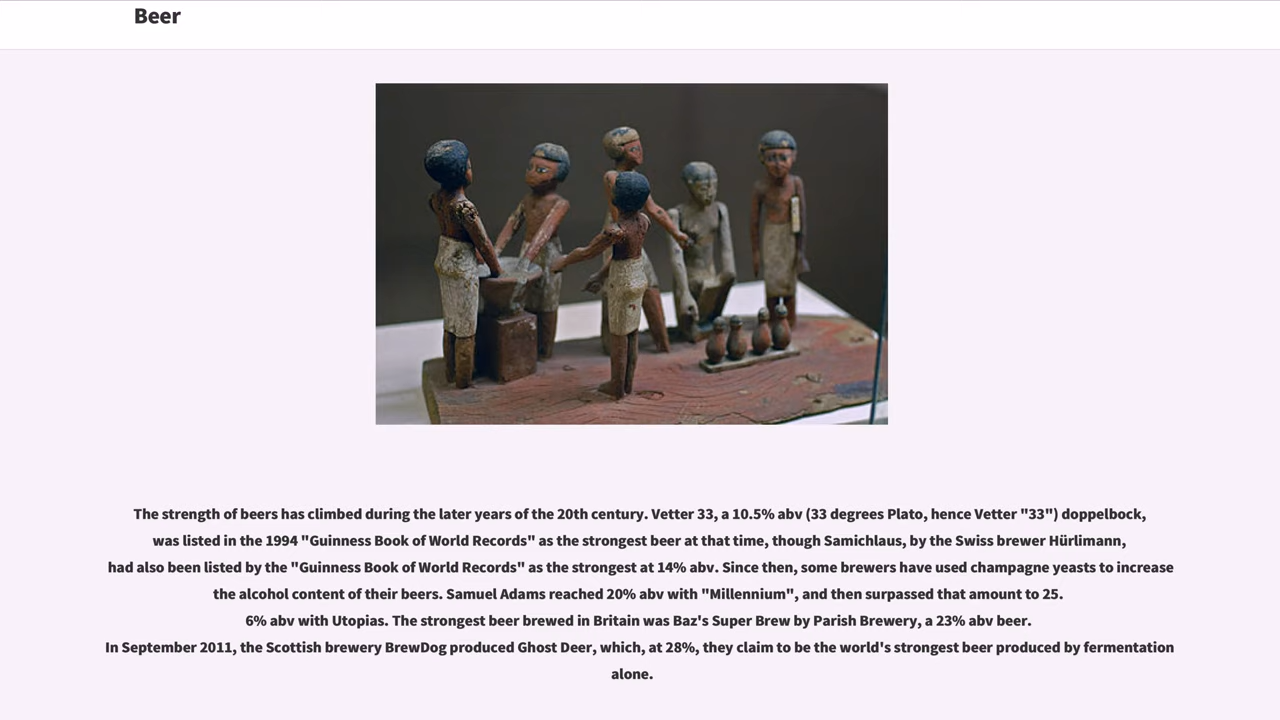 Beer
The strength of beers has climbed during the later years of the 20th century. Vetter 33, a 10.5% abv (33 degrees Plato, hence Vetter "33") doppelbock,
was listed in the 1994 "Guinness Book of World Records" as the strongest beer at that time, though Samichlaus, by the Swiss brewer Hürlimann,
had also been listed by the "Guinness Book of World Records" as the strongest at 14% abv. Since then, some brewers have used champagne yeasts to increase
the alcohol content of their beers. Samuel Adams reached 20% abv with "Millennium", and then surpassed that amount to 25.
6% abv with Utopias. The strongest beer brewed in Britain was Baz's Super Brew by Parish Brewery, a 23% abv beer.
In September 2011, the Scottish brewery BrewDog produced Ghost Deer, which, at 28%, they claim to be the world's strongest beer produced by fermentation
alone.